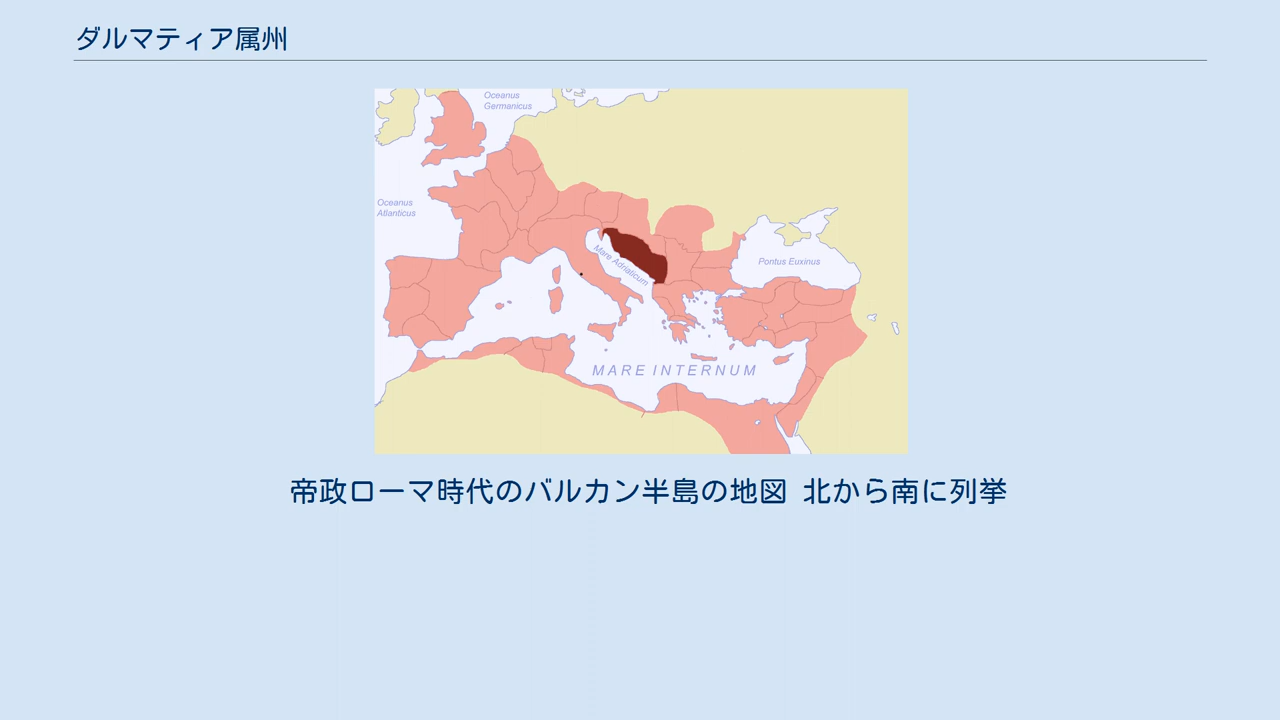 ダルマティア属州
Oceanus
Germanicus
Oceanus
Atlanticus
Mare Adriaticum
Pontus Euxinus
MARE INTERNUM
帝政ローマ時代のバルカン半島の地図 北から南に列挙